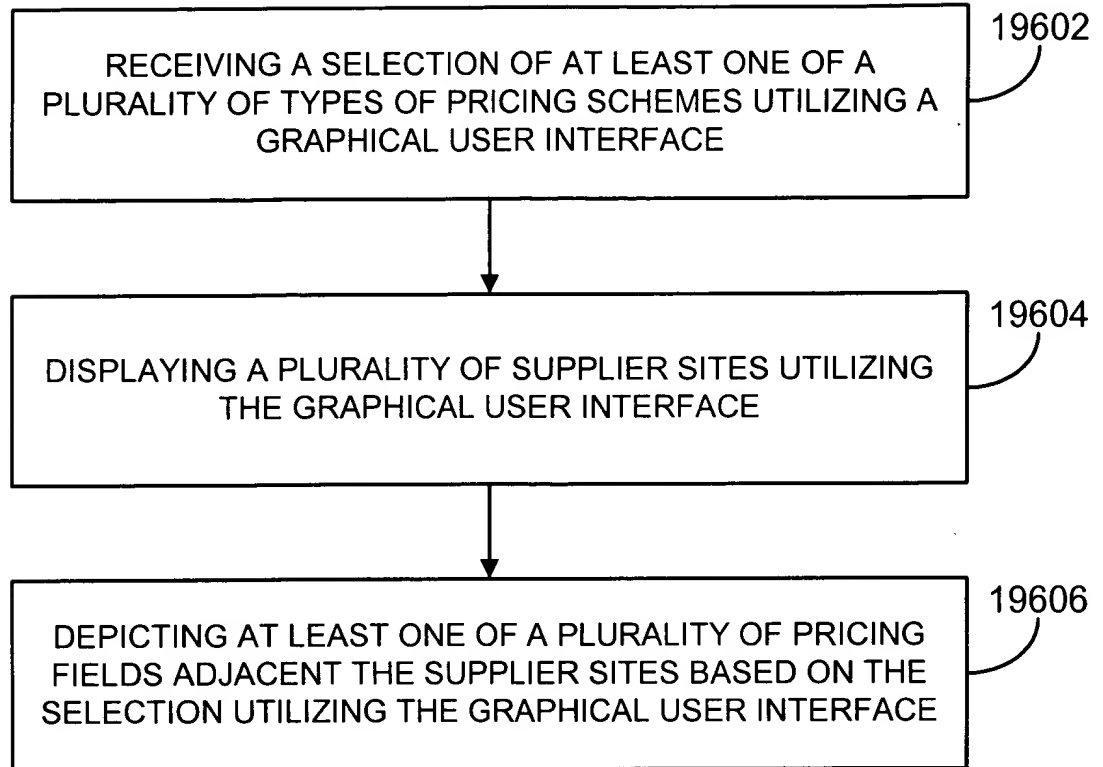 19602
RECEIVING A SELECTION OF AT LEAST ONE OF A
PLURALITY OF TYPES OF PRICING SCHEMES UTILIZING A
GRAPHICAL USER INTERFACE
19604
DISPLAYING A PLURALITY OF SUPPLIER SITES UTILIZING
THE GRAPHICAL USER INTERFACE
19606
DEPICTING AT LEAST ONE OF A PLURALITY OF PRICING
FIELDS ADJACENT THE SUPPLIER SITES BASED ON THE
SELECTION UTILIZING THE GRAPHICAL USER INTERFACE